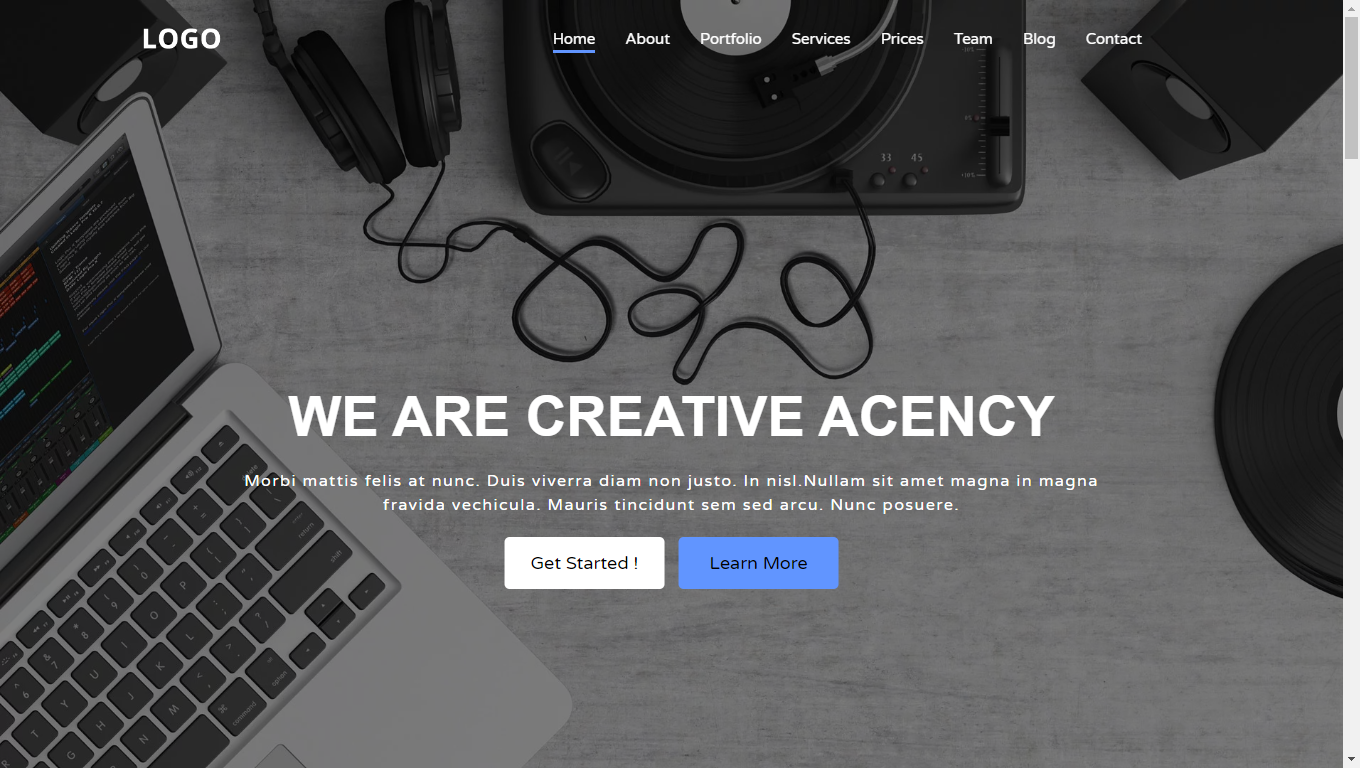 LOGO
Home About Portfolio Services Prices Team Blog Contact
33 45
WE ARE CREATIVE ACENCY
Morbi mattis felis at nunc. Duis viverra diam non justo. In nisl.Nullam sit amet magna in magna
fravida vechicula. Mauris tincidunt sem sed arcu. Nunc posuere.
Get Started ! Learn More